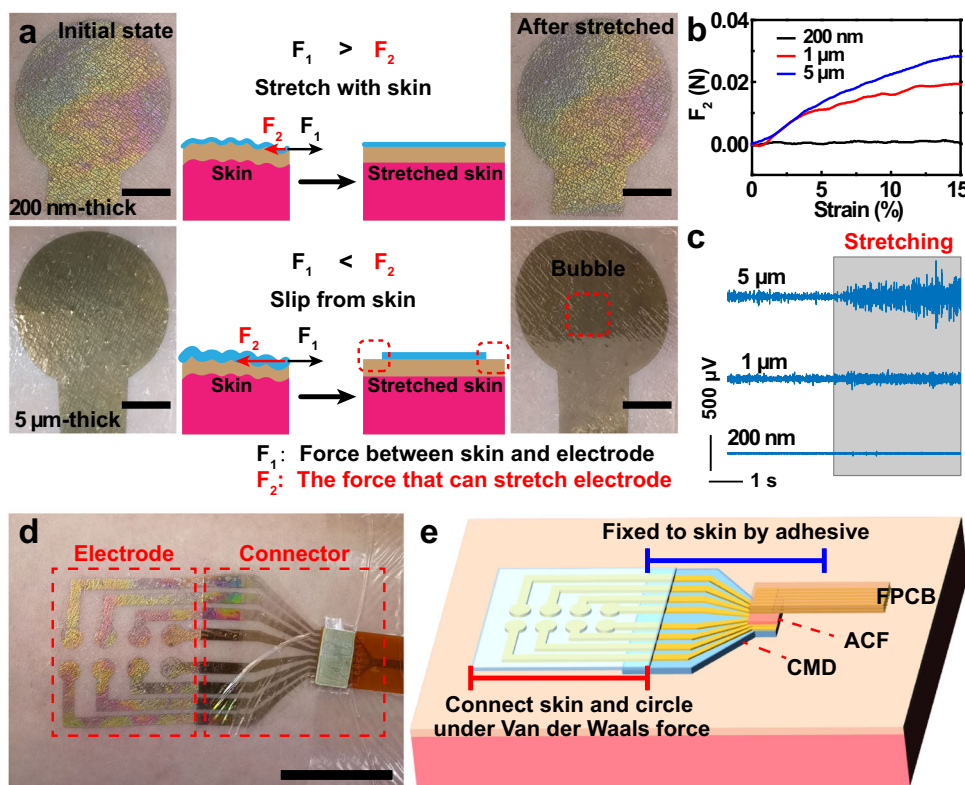 a
Initial state
F1 > F2
Stretch with skin
After stretched
F2 F1
Skin
Stretched skin
200 nm-thick
F1 < F2
Slip from skin
Bubble
F2 F1
Skin
Stretched skin
5 μm-thick
F1: Force between skin and electrode
F2: The force that can stretch electrode
b
200 nm
1 μm
5 μm
F2 (N)
0.04
0.02
0.00
0 5 10 15
Strain (%)
c
Stretching
5 μm
1 μm
200 nm
500 μV
1 s
d
Electrode
Connector
e
Fixed to skin by adhesive
FPCB
ACF
CMD
Connect skin and circle
under Van der Waals force